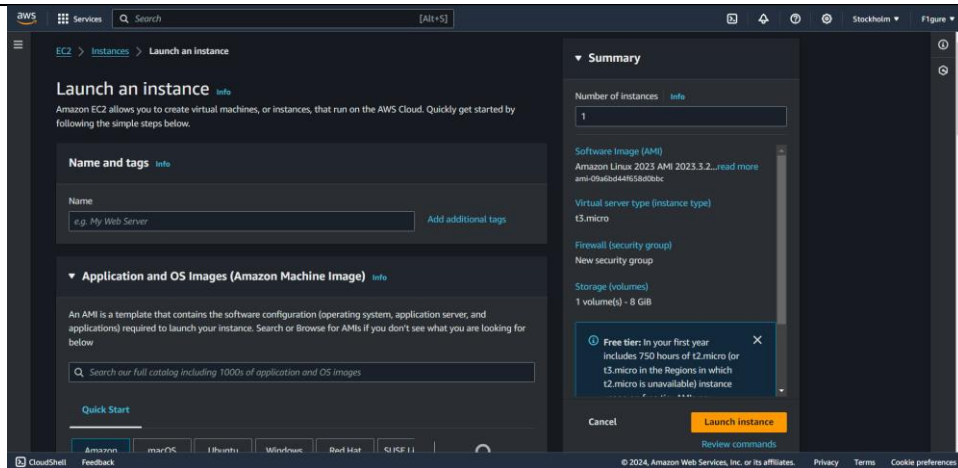 aws Services Search [Alt+S] Stockholm F1gure
EC2 > Instances > Launch an instance
Launch an instance Info
Amazon EC2 allows you to create virtual machines, or instances, that run on the AWS Cloud. Quickly get started by
following the simple steps below.
Name and tags Info
Name
e.g. My Web Server
Add additional tags
Application and OS Images (Amazon Machine Image) Info
An AMI is a template that contains the software configuration (operating system, application server, and
applications) required to launch your instance. Search or Browse for AMIs if you don't see what you are looking for
below
Search our full catalog including 1000s of application and OS images
Quick Start
Amazon macOS Ubuntu Windows Red Hat SUSE Li
Summary
Number of instances Info
1
Software Image (AMI)
Amazon Linux 2023 AMI 2023.3.2...read more
ami-09a6bd44f658d0bbc
Virtual server type (instance type)
t3.micro
Firewall (security group)
New security group
Storage (volumes)
1 volume(s) - 8 GiB
Free tier: In your first year
includes 750 hours of t2.micro (or
t3.micro in the Regions in which
t2.micro is unavailable) instance
Cancel
Launch instance
Review commands
CloudShell Feedback © 2024, Amazon Web Services, Inc. or its affiliates. Privacy Terms Cookie preferences